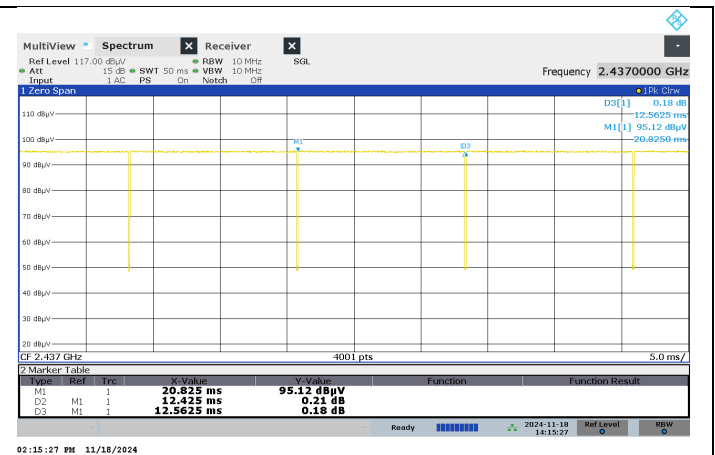 R&S
MultiView Spectrum X Receiver X
Ref Level 117.00 dBµV RBW 10 MHz SGL
Att 15 dB SWT 50 ms VBW 10 MHz Frequency 2.4370000 GHz
Input 1 AC PS On Notch Off
1 Zero Span 1Pk Clrw
D3[1] 0.18 dB
12.5625 ms
M1[1] 95.12 dBµV
20.8250 ms
110 dBµV
100 dBµV
M1
D3
90 dBµV
80 dBµV
70 dBµV
60 dBµV
50 dBµV
40 dBµV
30 dBµV
20 dBµV
CF 2.437 GHz 4001 pts 5.0 ms/
2 Marker Table
Type Ref Trc X-Value Y-Value Function Function Result
M1 1 20.825 ms 95.12 dBµV
D2 M1 1 12.425 ms 0.21 dB
D3 M1 1 12.5625 ms 0.18 dB
Ready 2024-11-18 Ref Level RBW
14:15:27
02:15:27 PM 11/18/2024